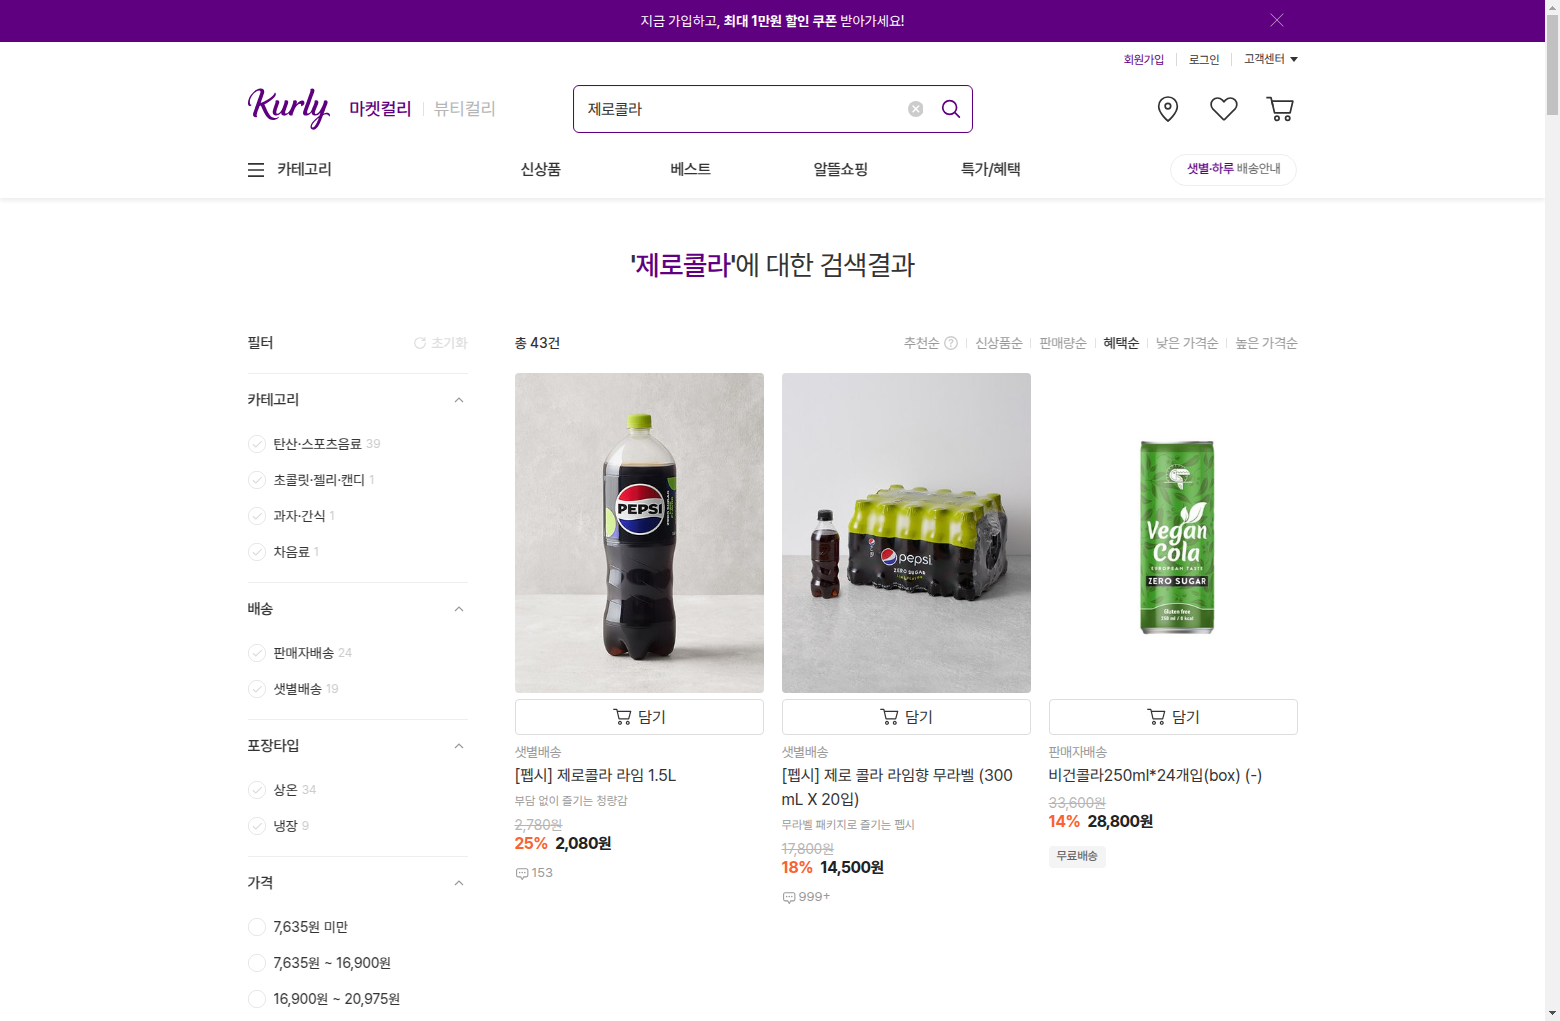 지금 가입하고, 최대 1만원 할인 쿠폰 받아가세요!
회원가입
로그인
고객센터
Kurly
마켓컬리
뷰티컬리
제로콜라
카테고리
신상품
베스트
알뜰쇼핑
특가/혜택
샛별·하루 배송안내
'제로콜라'에 대한 검색결과
필터
초기화
총 43건
추천순
신상품순
판매량순
혜택순
낮은 가격순
높은 가격순
카테고리
탄산·스포츠음료 39
초콜릿·젤리·캔디 1
과자·간식 1
차음료 1
배송
판매자배송 24
샛별배송 19
포장타입
상온 34
냉장 9
가격
7,635원 미만
7,635원 ~ 16,900원
16,900원 ~ 20,975원
PEPSI
담기
샛별배송
[펩시] 제로콜라 라임 1.5L
부담 없이 즐기는 청량감
2,780원
25% 2,080원
153
pepsi
ZERO SUGAR
담기
샛별배송
[펩시] 제로 콜라 라임향 무라벨 (300
mL X 20입)
무라벨 패키지로 즐기는 펩시
17,800원
18% 14,500원
999+
Vegan
Cola
EUROPEAN TASTE
ZERO SUGAR
Gluten free
담기
판매자배송
비건콜라250ml*24개입(box) (-)
33,600원
14% 28,800원
무료배송